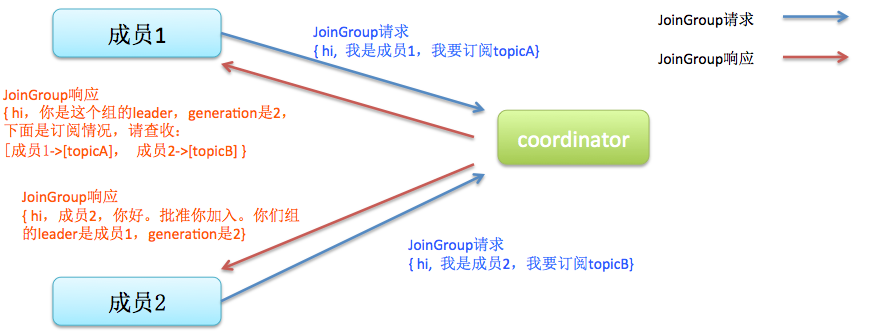 成员1
JoinGroup请求
{ hi, 我是成员1，我要订阅topicA}
JoinGroup请求
JoinGroup响应
JoinGroup响应
{ hi，你是这个组的leader，generation是2，
下面是订阅情况，请查收：
[成员1->[topicA]， 成员2->[topicB] }
coordinator
JoinGroup响应
{ hi，成员2，你好。批准你加入。你们组
的leader是成员1，generation是2}
JoinGroup请求
{ hi, 我是成员2，我要订阅topicB}
成员2